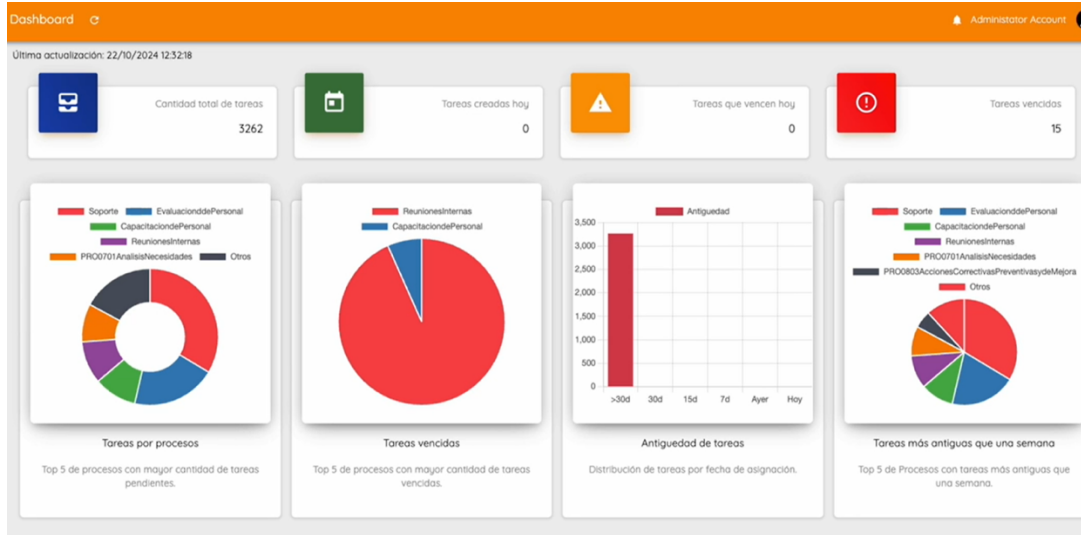 Dashboard
Administator Account
Última actualización: 22/10/2024 12:32:18
Cantidad total de tareas
3262
Tareas creadas hoy
0
Tareas que vencen hoy
0
Tareas vencidas
15
Soporte EvaluacionddePersonal
CapacitaciondePersonal
ReunionesInternas
PRO0701AnalisisNecesidades Otros
Tareas por procesos
Top 5 de procesos con mayor cantidad de tareas
pendientes.
ReunionesInternas
CapacitaciondePersonal
Tareas vencidas
Top 5 de procesos con mayor cantidad de tareas
vencidas.
Antiguedad
3,500
3,000
2,500
2,000
1,500
1,000
500
0
>30d 30d 15d 7d Ayer Hoy
Antiguedad de tareas
Distribución de tareas por fecha de asignación.
Soporte EvaluacionddePersonal
CapacitaciondePersonal
ReunionesInternas
PRO0701AnalisisNecesidades
PRO0803AccionesCorrectivasPreventivasydeMejora
Otros
Tareas más antiguas que una semana
Top 5 de Procesos con tareas más antiguas que
una semana.